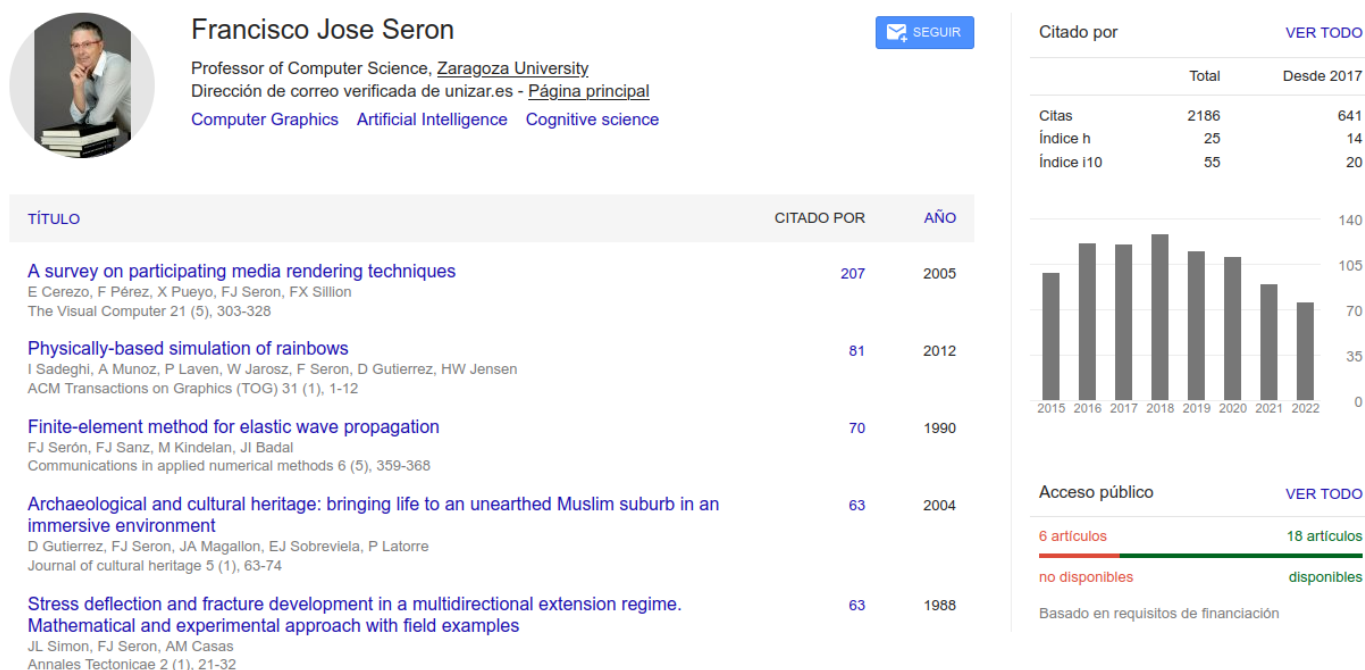 Francisco Jose Seron
SEGUIR
Professor of Computer Science, Zaragoza University
Dirección de correo verificada de unizar.es - Página principal
Computer Graphics Artificial Intelligence Cognitive science
TÍTULO CITADO POR AÑO
A survey on participating media rendering techniques 207 2005
E Cerezo, F Pérez, X Pueyo, FJ Seron, FX Sillion
The Visual Computer 21 (5), 303-328
Physically-based simulation of rainbows 81 2012
I Sadeghi, A Munoz, P Laven, W Jarosz, F Seron, D Gutierrez, HW Jensen
ACM Transactions on Graphics (TOG) 31 (1), 1-12
Finite-element method for elastic wave propagation 70 1990
FJ Serón, FJ Sanz, M Kindelan, JI Badal
Communications in applied numerical methods 6 (5), 359-368
Archaeological and cultural heritage: bringing life to an unearthed Muslim suburb in an 63 2004
immersive environment
D Gutierrez, FJ Seron, JA Magallon, EJ Sobreviela, P Latorre
Journal of cultural heritage 5 (1), 63-74
Stress deflection and fracture development in a multidirectional extension regime. 63 1988
Mathematical and experimental approach with field examples
JL Simon, FJ Seron, AM Casas
Annales Tectonicae 2 (1), 21-32
Citado por VER TODO
Total Desde 2017
Citas 2186 641
Índice h 25 14
Índice i10 55 20
140
105
70
35
0
2015 2016 2017 2018 2019 2020 2021 2022
Acceso público VER TODO
6 artículos 18 artículos
no disponibles disponibles
Basado en requisitos de financiación